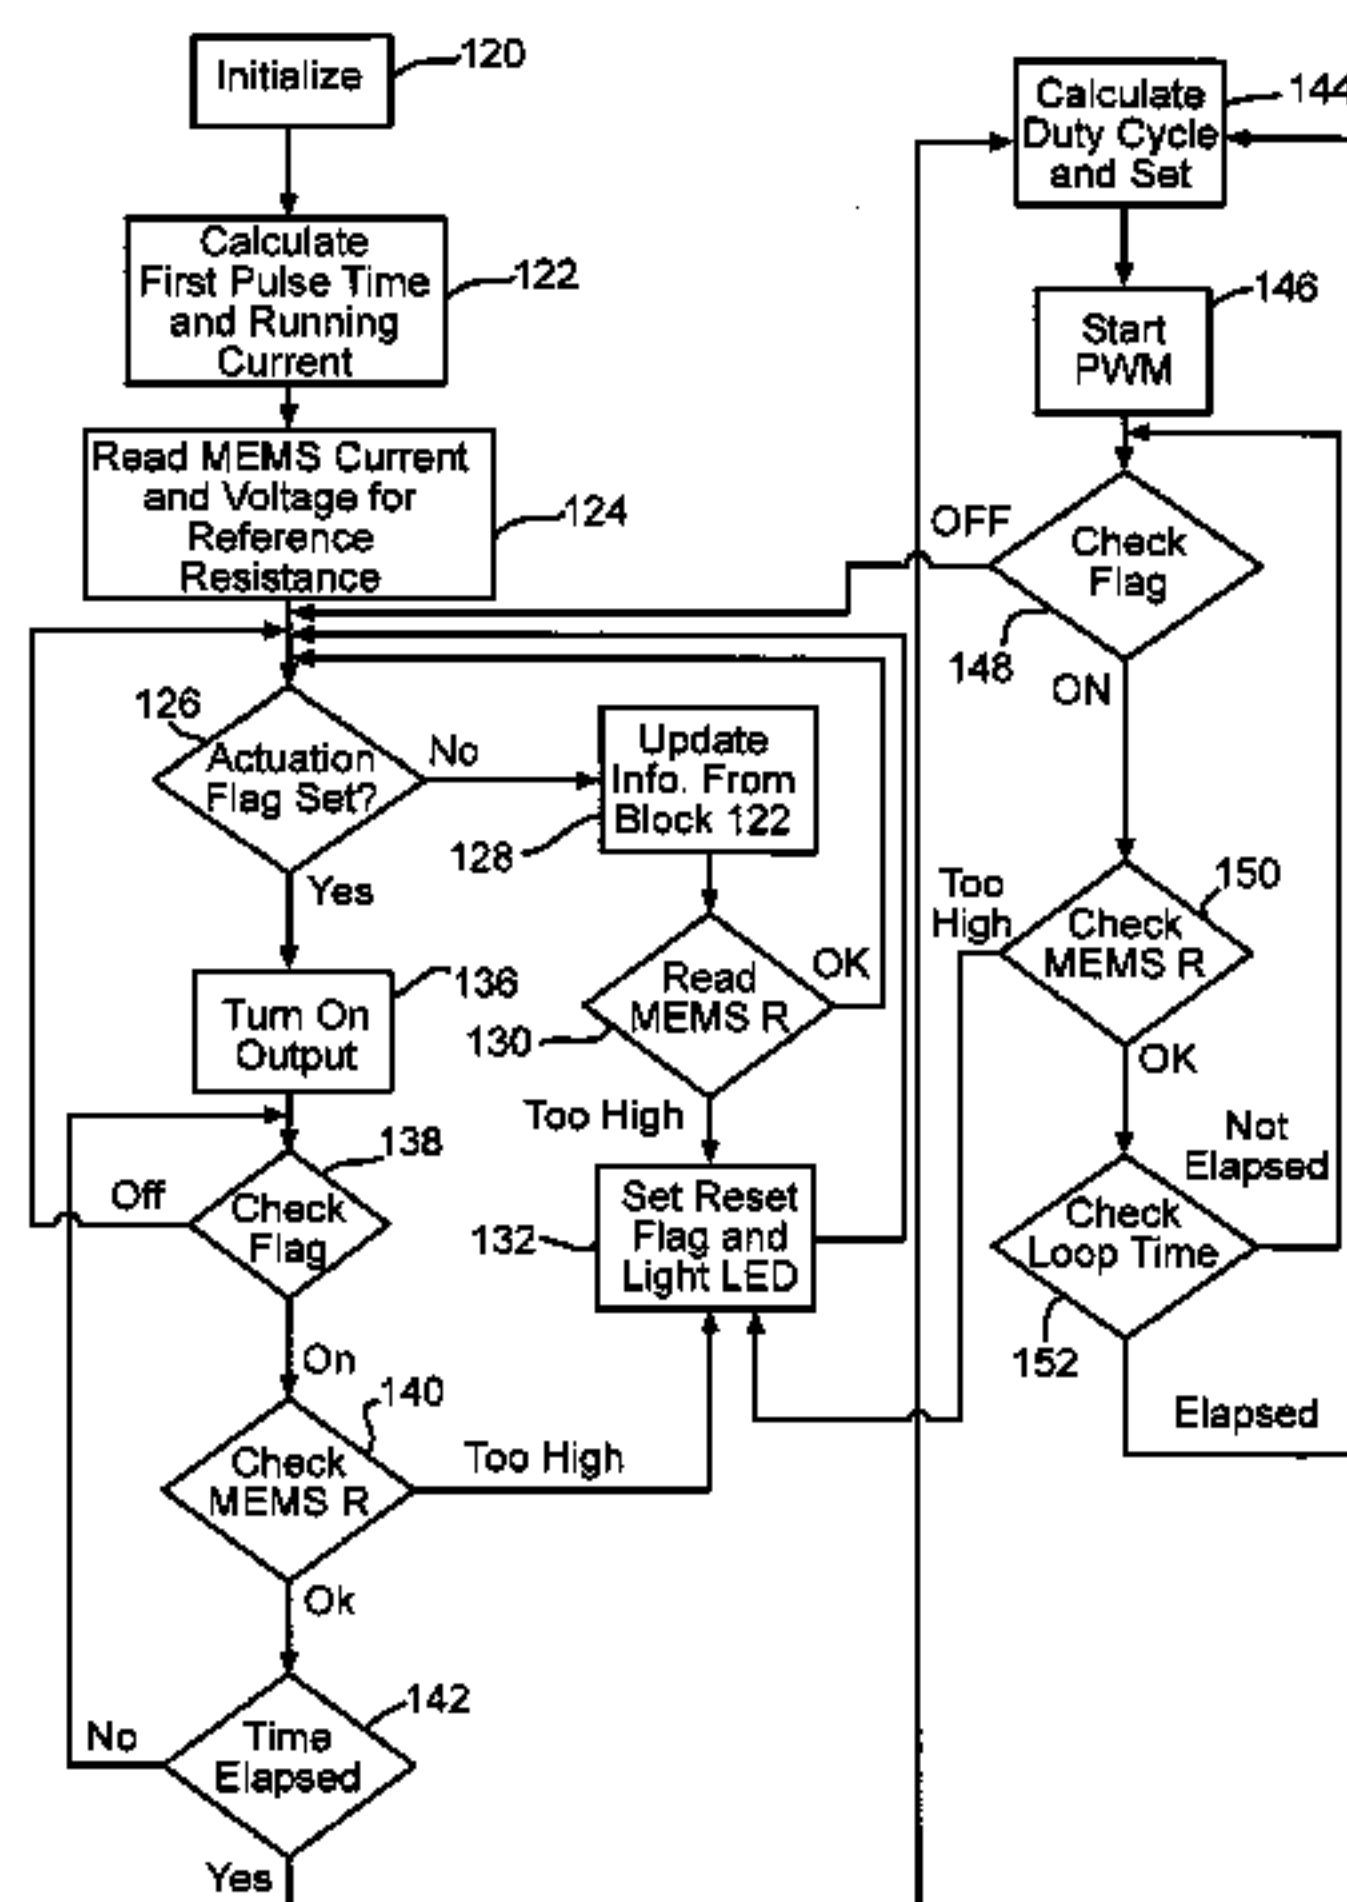 Initialize
120
Calculate
First Pulse Time
and Running
Current
122
Read MEMS Current
and Voltage for
Reference
Resistance
124
126
Actuation
Flag Set?
No
Yes
Update
Info. From
Block 122
128
Read
MEMS R
130
OK
Too High
Set Reset
Flag and
Light LED
132
Turn On
Output
136
Check
Flag
138
Off
On
Check
MEMS R
140
Too High
Ok
Time
Elapsed
142
No
Yes
Calculate
Duty Cycle
and Set
144
Start
PWM
146
Check
Flag
148
OFF
ON
Check
MEMS R
150
Too
High
OK
Check
Loop Time
152
Not
Elapsed
Elapsed